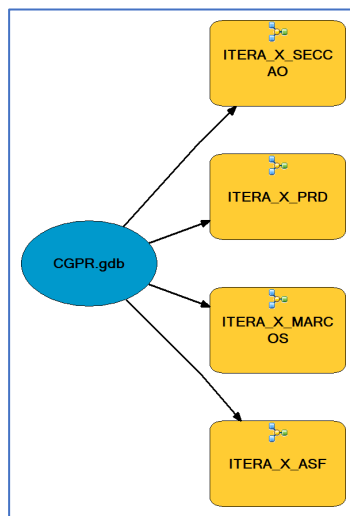 ITERA_X_SECC
AO
ITERA_X_PRD
CGPR.gdb
ITERA_X_MARC
OS
ITERA_X_ASF